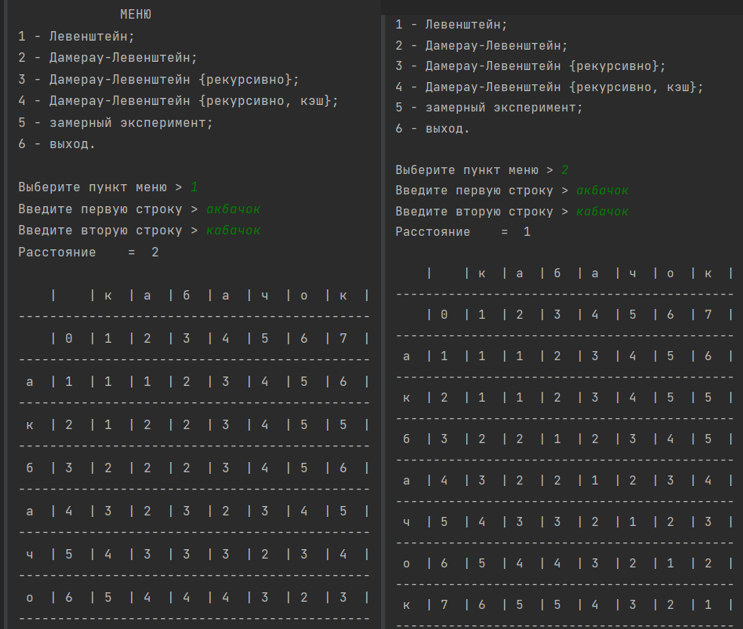 МЕНЮ
1 - Левенштейн;
2 - Дамерау-Левенштейн;
3 - Дамерау-Левенштейн {рекурсивно};
4 - Дамерау-Левенштейн {рекурсивно, кэш};
5 - замерный эксперимент;
6 - выход.
Выберите пункт меню > 1
Введите первую строку > акбачок
Введите вторую строку > кабачок
Расстояние    =  2
    |    | к  | а  | б  | а  | ч  | о  | к  |
---------------------------------------------
    | 0  | 1  | 2  | 3  | 4  | 5  | 6  | 7  |
---------------------------------------------
 а  | 1  | 1  | 1  | 2  | 3  | 4  | 5  | 6  |
---------------------------------------------
 к  | 2  | 1  | 2  | 2  | 3  | 4  | 5  | 5  |
---------------------------------------------
 б  | 3  | 2  | 2  | 2  | 3  | 4  | 5  | 6  |
---------------------------------------------
 а  | 4  | 3  | 2  | 3  | 2  | 3  | 4  | 5  |
---------------------------------------------
 ч  | 5  | 4  | 3  | 3  | 3  | 2  | 3  | 4  |
---------------------------------------------
 о  | 6  | 5  | 4  | 4  | 4  | 3  | 2  | 3  |
---------------------------------------------
1 - Левенштейн;
2 - Дамерау-Левенштейн;
3 - Дамерау-Левенштейн {рекурсивно};
4 - Дамерау-Левенштейн {рекурсивно, кэш};
5 - замерный эксперимент;
6 - выход.
Выберите пункт меню > 2
Введите первую строку > акбачок
Введите вторую строку > кабачок
Расстояние    =  1
    |    | к  | а  | б  | а  | ч  | о  | к  |
---------------------------------------------
    | 0  | 1  | 2  | 3  | 4  | 5  | 6  | 7  |
---------------------------------------------
 а  | 1  | 1  | 1  | 2  | 3  | 4  | 5  | 6  |
---------------------------------------------
 к  | 2  | 1  | 1  | 2  | 3  | 4  | 5  | 5  |
---------------------------------------------
 б  | 3  | 2  | 2  | 1  | 2  | 3  | 4  | 5  |
---------------------------------------------
 а  | 4  | 3  | 2  | 2  | 1  | 2  | 3  | 4  |
---------------------------------------------
 ч  | 5  | 4  | 3  | 3  | 2  | 1  | 2  | 3  |
---------------------------------------------
 о  | 6  | 5  | 4  | 4  | 3  | 2  | 1  | 2  |
---------------------------------------------
 к  | 7  | 6  | 5  | 5  | 4  | 3  | 2  | 1  |
---------------------------------------------